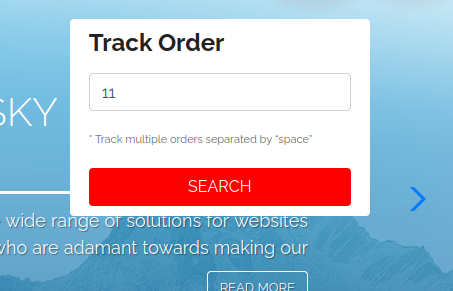 Track Order
11
* Track multiple orders separated by "space"
SKY
SEARCH
wide range of solutions for websites
who are adamant towards making our
READ MORE